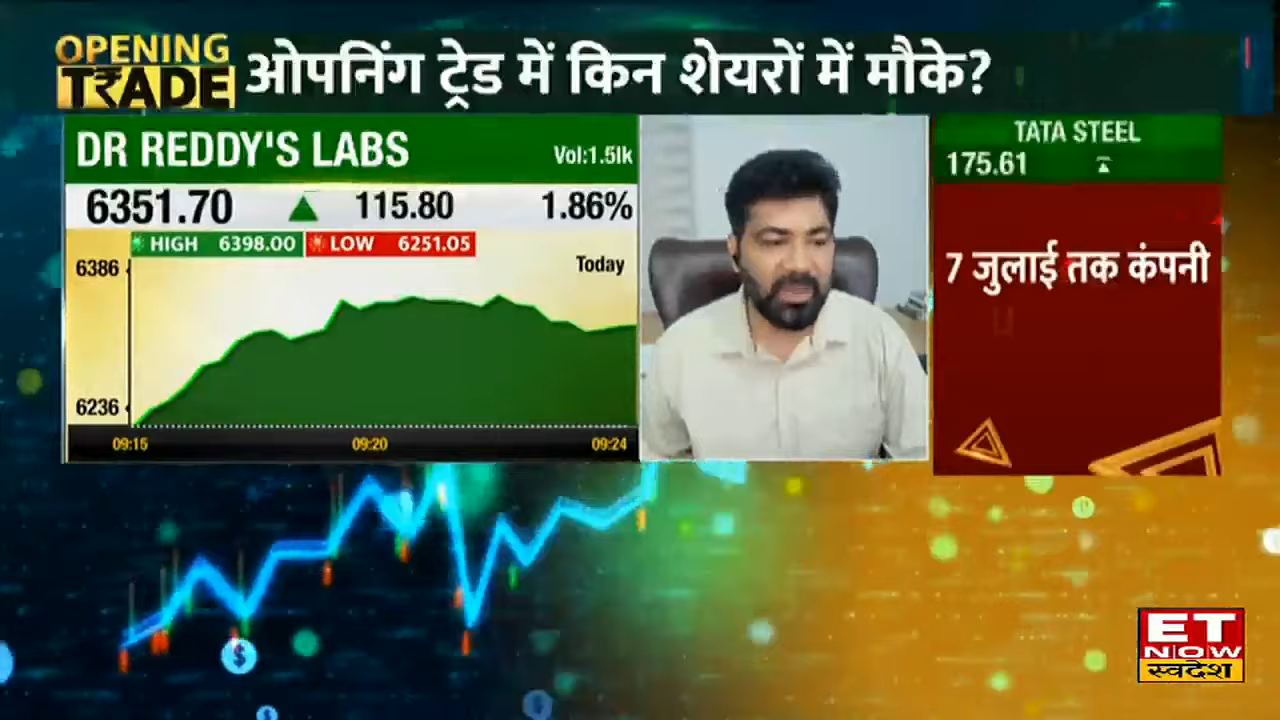 OPENING
TRADE
ओपनिंग ट्रेड में किन शेयरों में मौके?
DR REDDY'S LABS
Vol:1.5lk
6351.70 ▲ 115.80 1.86%
HIGH 6398.00 LOW 6251.05
Today
6386
6236
09:15 09:20 09:24
TATA STEEL
175.61
7 जुलाई तक कंपनी
ET
NOW
स्वदेश